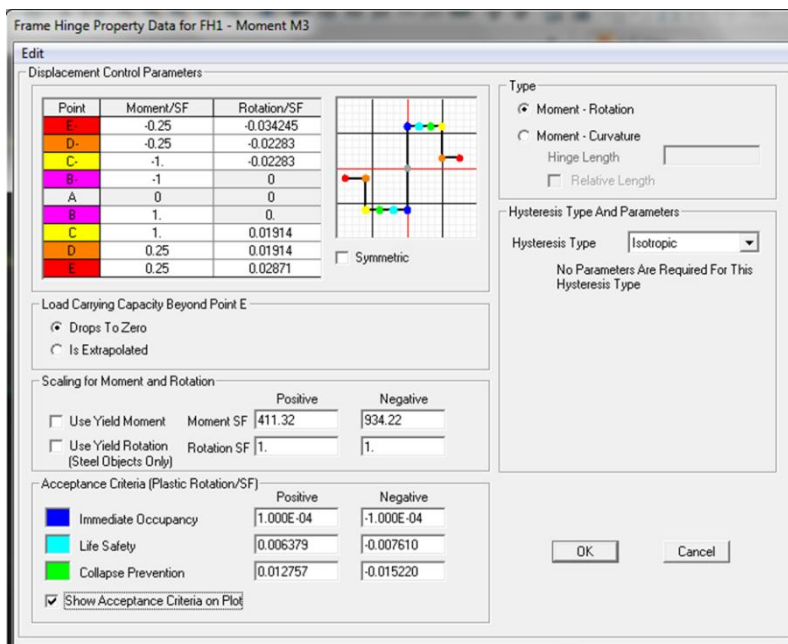 Frame Hinge Property Data for FH1 - Moment M3
Edit
Displacement Control Parameters
Point Moment/SF Rotation/SF
E- -0.25 -0.034245
D- -0.25 -0.02283
C- -1. -0.02283
B- -1 0
A 0 0
B 1. 0.
C 1. 0.01914
D 0.25 0.01914
E 0.25 0.02871
Symmetric
Load Carrying Capacity Beyond Point E
Drops To Zero
Is Extrapolated
Scaling for Moment and Rotation
Positive Negative
Use Yield Moment Moment SF 411.32 934.22
Use Yield Rotation Rotation SF 1. 1.
(Steel Objects Only)
Acceptance Criteria (Plastic Rotation/SF)
Positive Negative
Immediate Occupancy 1.000E-04 -1.000E-04
Life Safety 0.006379 -0.007610
Collapse Prevention 0.012757 -0.015220
Show Acceptance Criteria on Plot
Type
Moment - Rotation
Moment - Curvature
Hinge Length
Relative Length
Hysteresis Type And Parameters
Hysteresis Type Isotropic
No Parameters Are Required For This
Hysteresis Type
OK Cancel